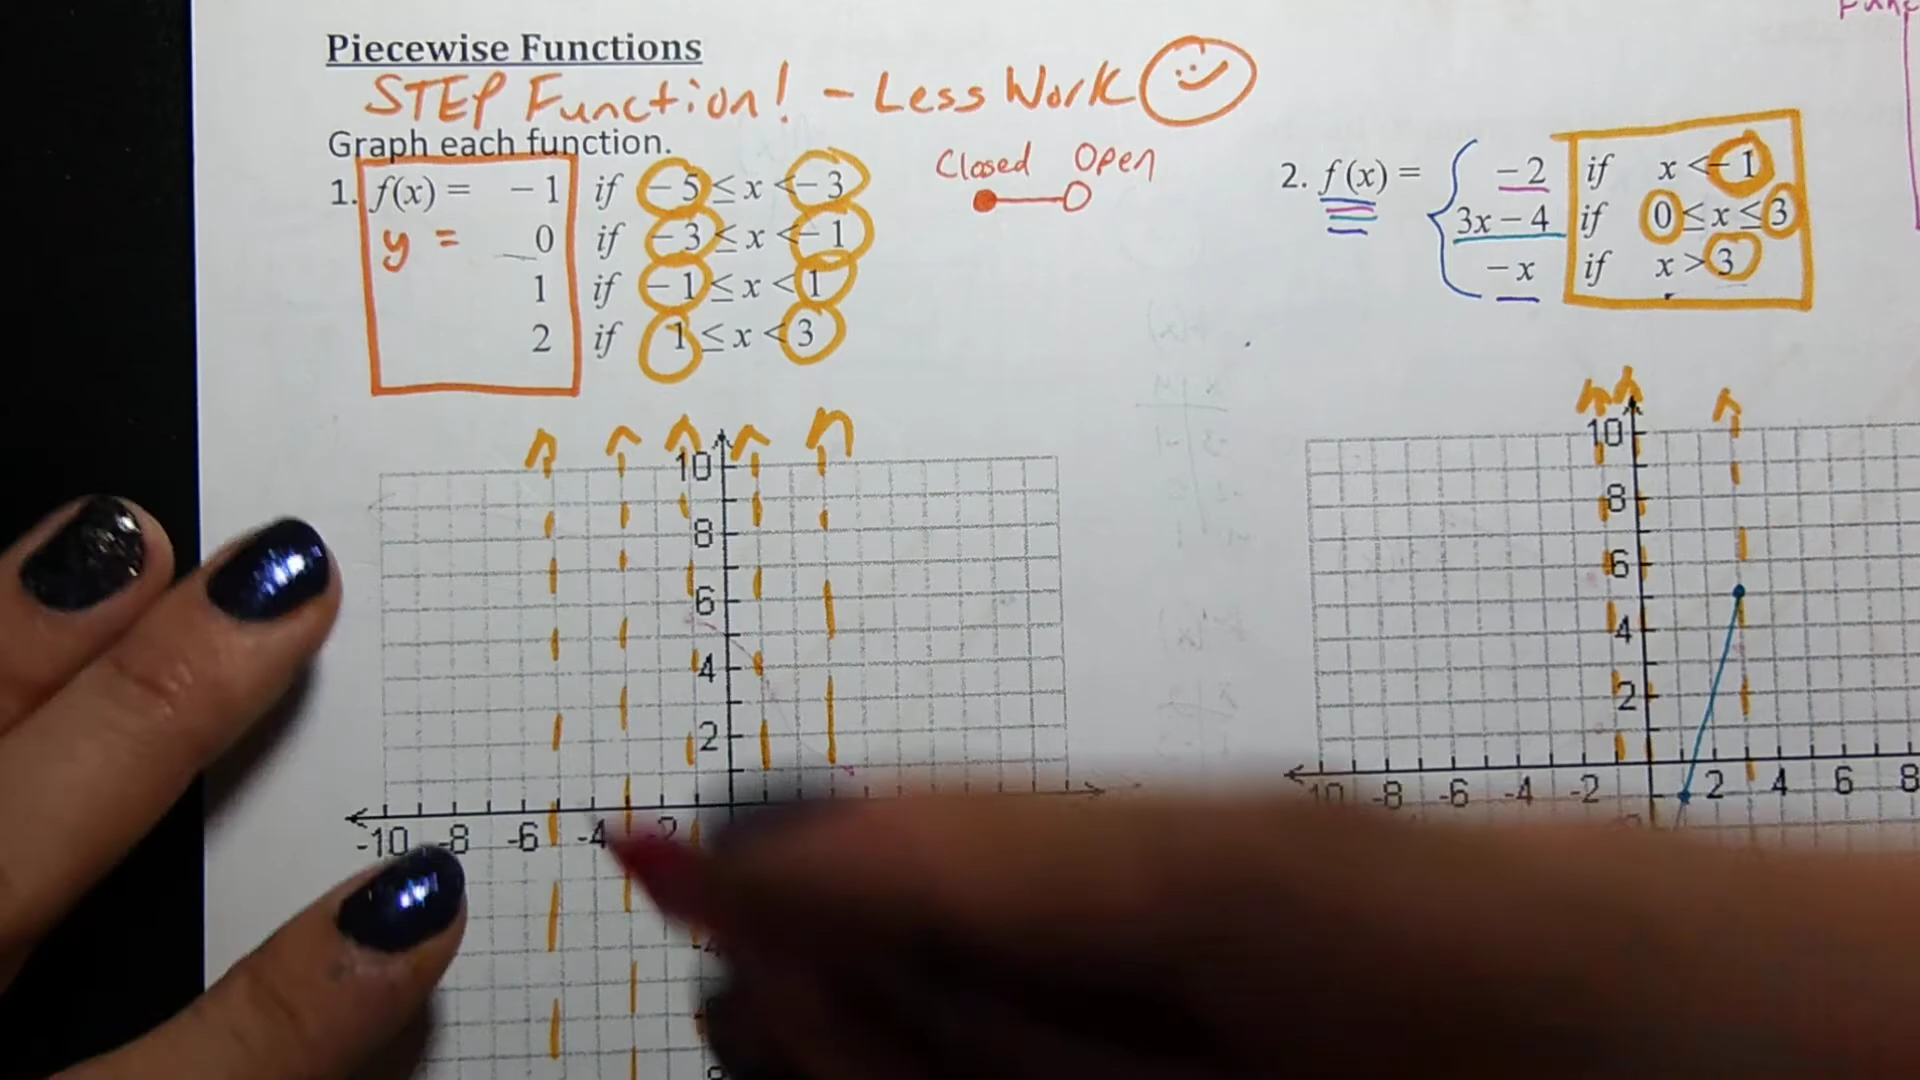 Piecewise Functions
STEP Function! - Less Work
Graph each function.
Closed Open
1. f(x) = -1 if -5 ≤ x < -3
y = 0 if -3 ≤ x < -1
1 if -1 ≤ x < 1
2 if 1 ≤ x < 3
2. f(x) = -2 if x < -1
3x - 4 if 0 ≤ x ≤ 3
-x if x > 3
10
8
6
4
2
-10 -8 -6 -4 -2
10
8
6
4
2
-8 -6 -4 -2 2 4 6 8